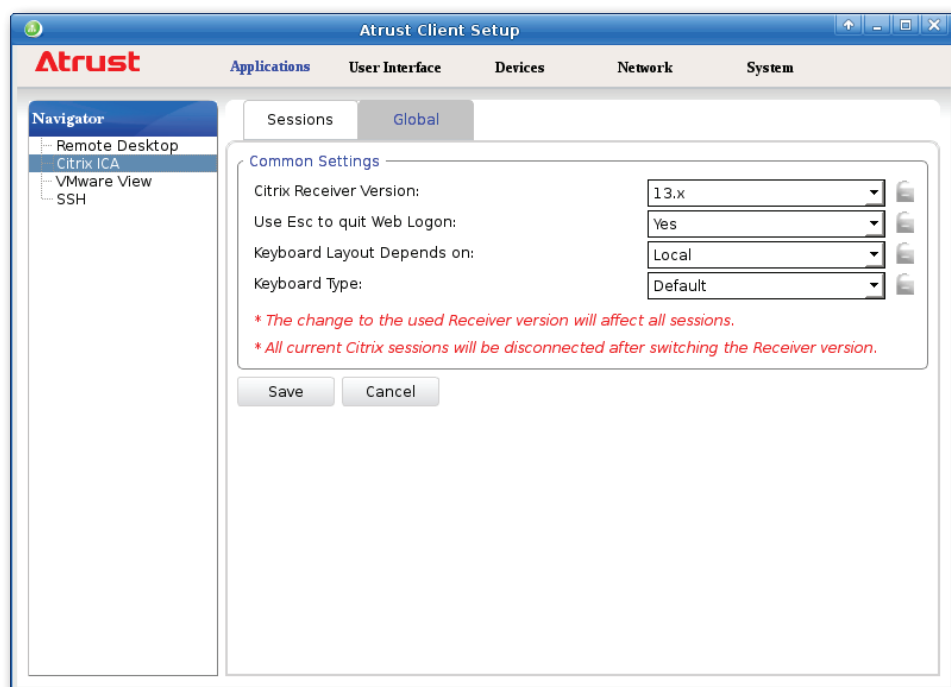 Atrust Client Setup
Atrust
Applications User Interface Devices Network System
Navigator
Remote Desktop
Citrix ICA
VMware View
SSH
Sessions Global
Common Settings
Citrix Receiver Version: 13.x
Use Esc to quit Web Logon: Yes
Keyboard Layout Depends on: Local
Keyboard Type: Default
* The change to the used Receiver version will affect all sessions.
* All current Citrix sessions will be disconnected after switching the Receiver version.
Save Cancel